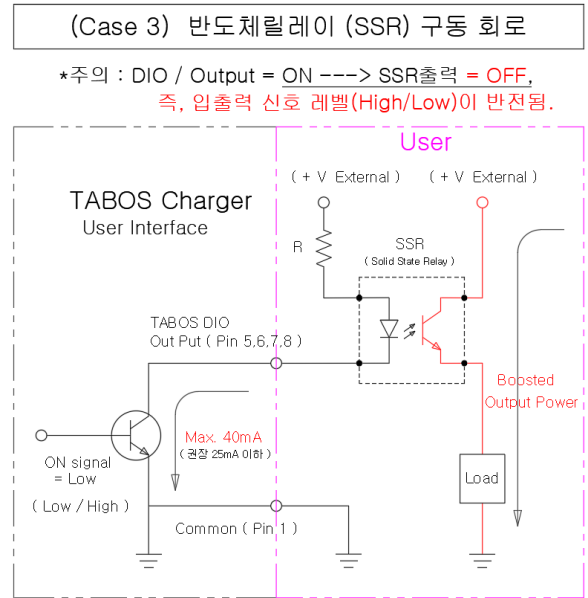 (Case 3) 반도체릴레이 (SSR) 구동 회로
*주의 : DIO / Output = ON ---> SSR출력 = OFF,
즉, 입출력 신호 레벨(High/Low)이 반전됨.
User
TABOS Charger
User Interface
( + V External )
( + V External )
R
SSR
( Solid State Relay )
TABOS DIO
Out Put ( Pin 5,6,7,8 )
Boosted
Output Power
Max. 40mA
( 권장 25mA 이하 )
ON signal
= Low
( Low / High )
Load
Common ( Pin 1 )